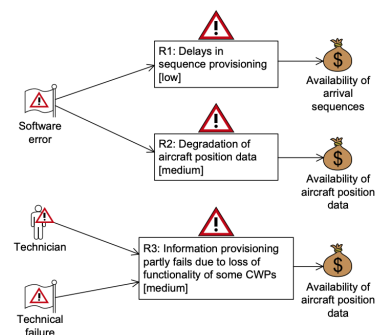 R1: Delays in
sequence provisioning
[low]
Availability of
arrival
sequences
Software
error
R2: Degradation of
aircraft position data
[medium]
Availability of
aircraft position
data
Technician
R3: Information provisioning
partly fails due to loss of
functionality of some CWPs
[medium]
Availability of
aircraft position
data
Technical
failure